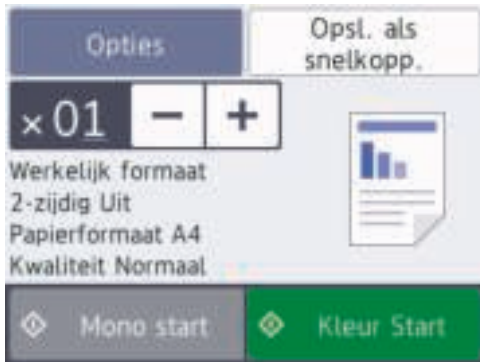 Opties
Opsl. als
snelkopp.
×01 − +
Werkelijk formaat
2-zijdig Uit
Papierformaat A4
Kwaliteit Normaal
Mono start
Kleur Start